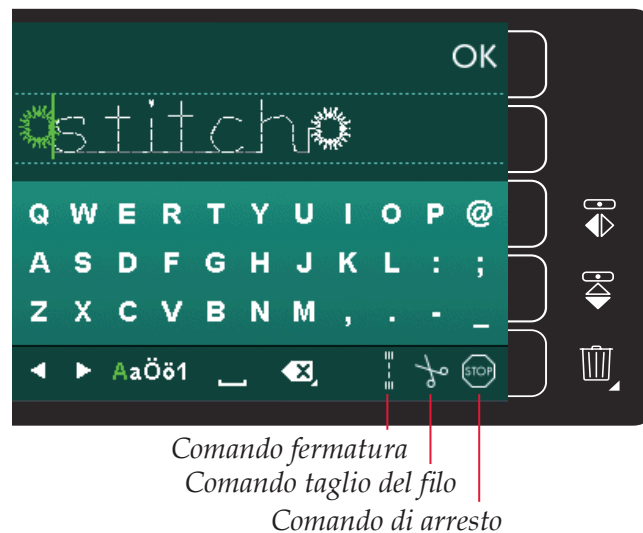 OK
stitch
Q W E R T Y U I O P @
A S D F G H J K L : ;
Z X C V B N M , . - _
AaÖö1 STOP
Comando fermatura
Comando taglio del filo
Comando di arresto